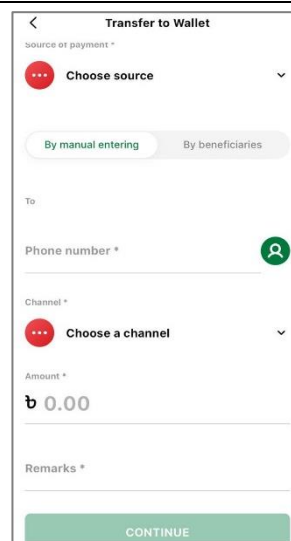 Transfer to Wallet
Source of payment *
Choose source
By manual entering By beneficiaries
To
Phone number *
Channel *
Choose a channel
Amount *
৳ 0.00
Remarks *
CONTINUE